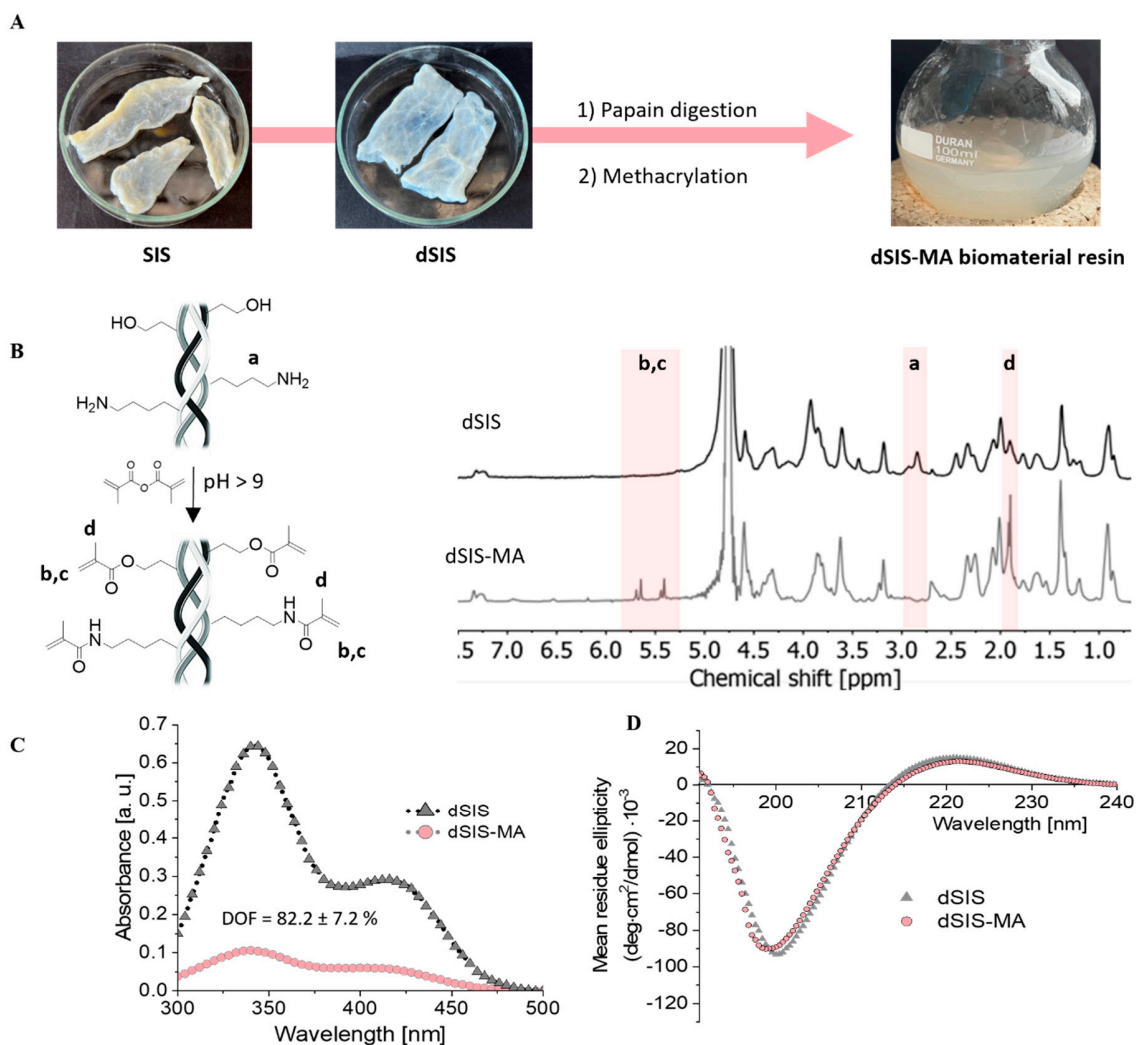 A
1) Papain digestion
2) Methacrylation
DURAN
100ml
GERMANY
SIS
dSIS
dSIS-MA biomaterial resin
B
HO
OH
a
NH2
H2N
O O
O
pH > 9
d
b,c
O
O
O
O
d
N
H
O
H
N
O
b,c
b,c
a
d
dSIS
dSIS-MA
.5 7.0 6.0 5.5 5.0 4.5 4.0 3.5 3.0 2.5 2.0 1.5 1.0
Chemical shift [ppm]
C
Absorbance [a. u.]
0.7
0.6
0.5
0.4
0.3
0.2
0.1
0.0
dSIS
dSIS-MA
DOF = 82.2 ± 7.2 %
300 350 400 450 500
Wavelength [nm]
D
Mean residue ellipticity
(deg·cm²/dmol) ·10⁻³
20
0
-20
-40
-60
-80
-100
-120
200 210 220 230 240
Wavelength [nm]
dSIS
dSIS-MA